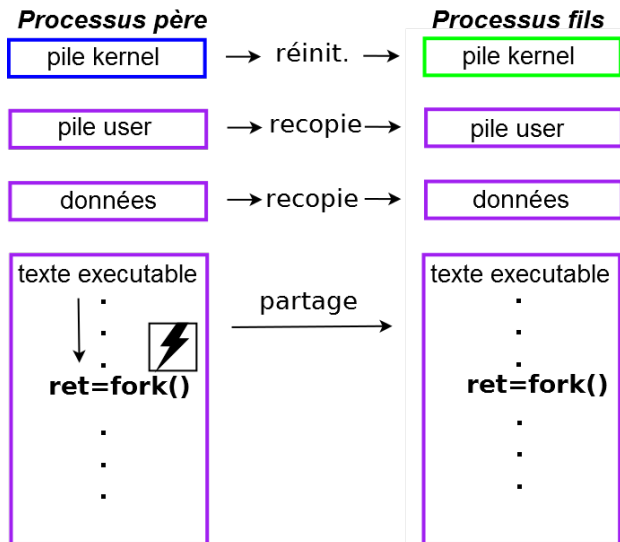 Processus père Processus fils
pile kernel réinit. pile kernel
pile user recopie pile user
données recopie données
texte executable partage texte executable
ret=fork() ret=fork()